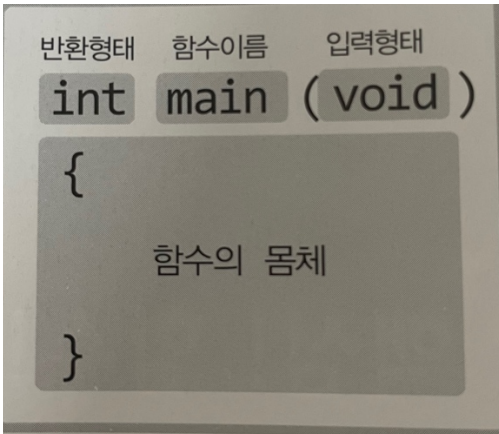 반환형태 함수이름 입력형태
int main (void)
{
함수의 몸체
}